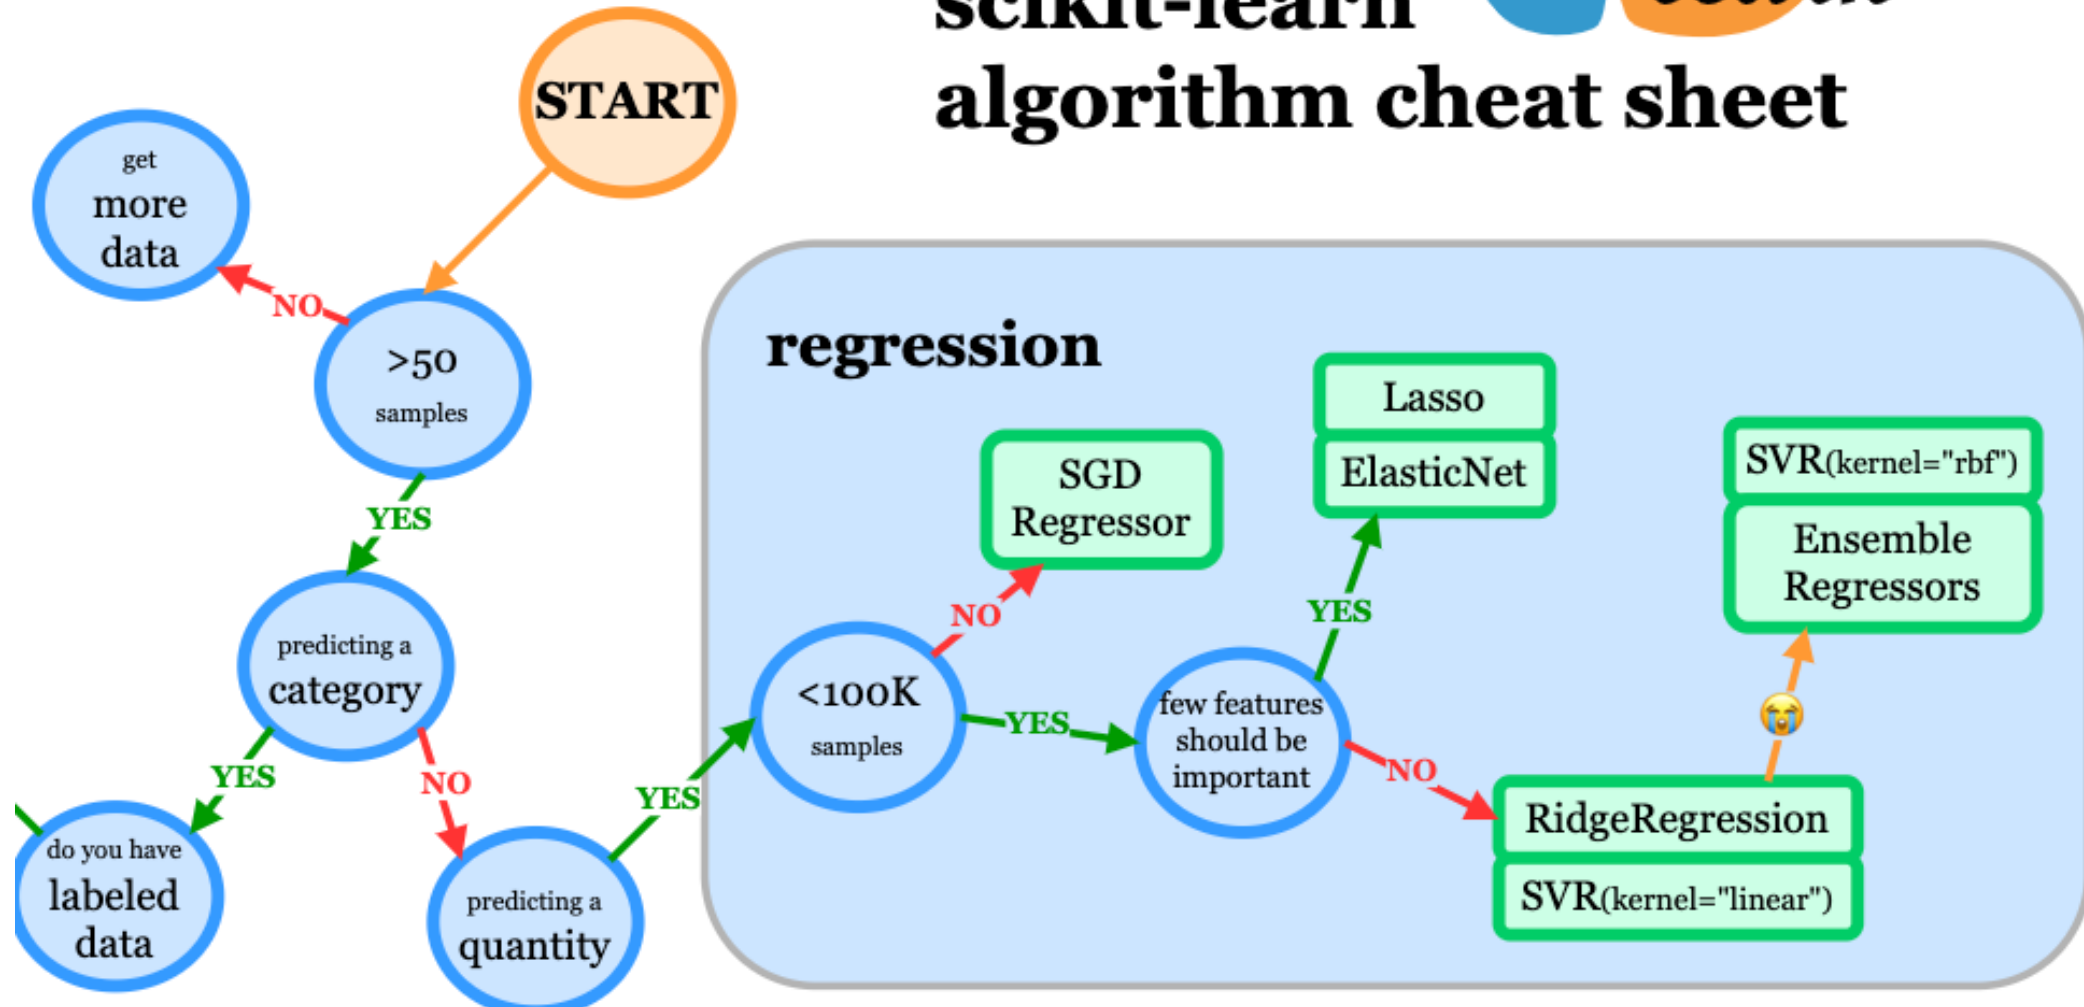 scikit-learn
algorithm cheat sheet
START
get
more
data
NO
>50
samples
YES
predicting a
category
YES
NO
do you have
labeled
data
predicting a
quantity
YES
regression
<100K
samples
NO
SGD
Regressor
YES
few features
should be
important
YES
Lasso
ElasticNet
NO
RidgeRegression
SVR(kernel="linear")
SVR(kernel="rbf")
Ensemble
Regressors